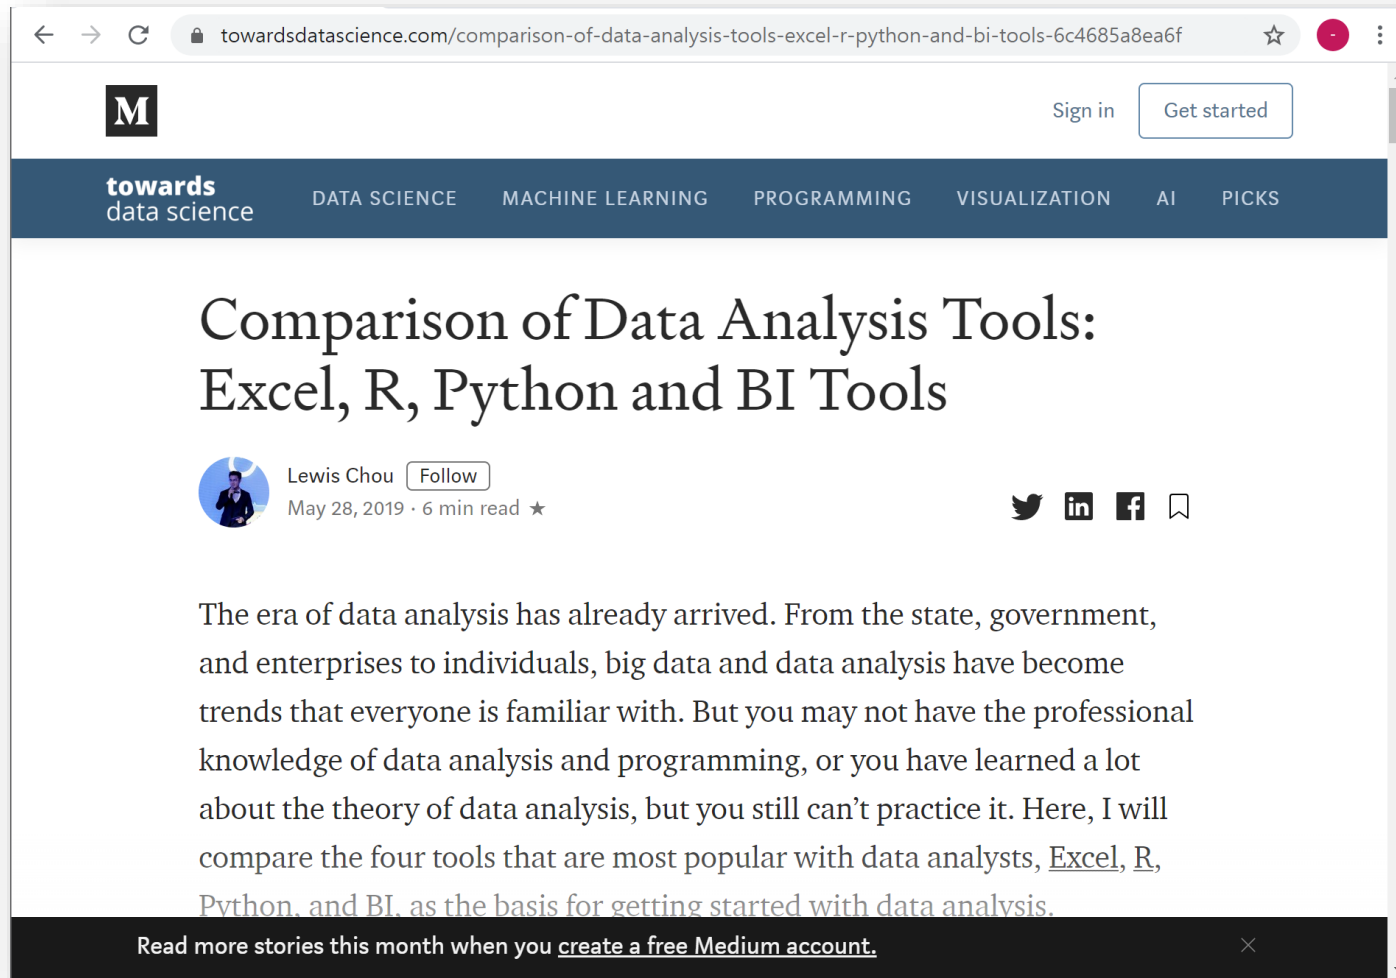 towardsdatascience.com/comparison-of-data-analysis-tools-excel-r-python-and-bi-tools-6c4685a8ea6f
-
M
Sign in
Get started
towards
data science
DATA SCIENCE
MACHINE LEARNING
PROGRAMMING
VISUALIZATION
AI
PICKS
Comparison of Data Analysis Tools:
Excel, R, Python and BI Tools
Lewis Chou
Follow
May 28, 2019 · 6 min read ★
in
The era of data analysis has already arrived. From the state, government,
and enterprises to individuals, big data and data analysis have become
trends that everyone is familiar with. But you may not have the professional
knowledge of data analysis and programming, or you have learned a lot
about the theory of data analysis, but you still can’t practice it. Here, I will
compare the four tools that are most popular with data analysts, Excel, R,
Python, and BI, as the basis for getting started with data analysis.
Read more stories this month when you create a free Medium account.